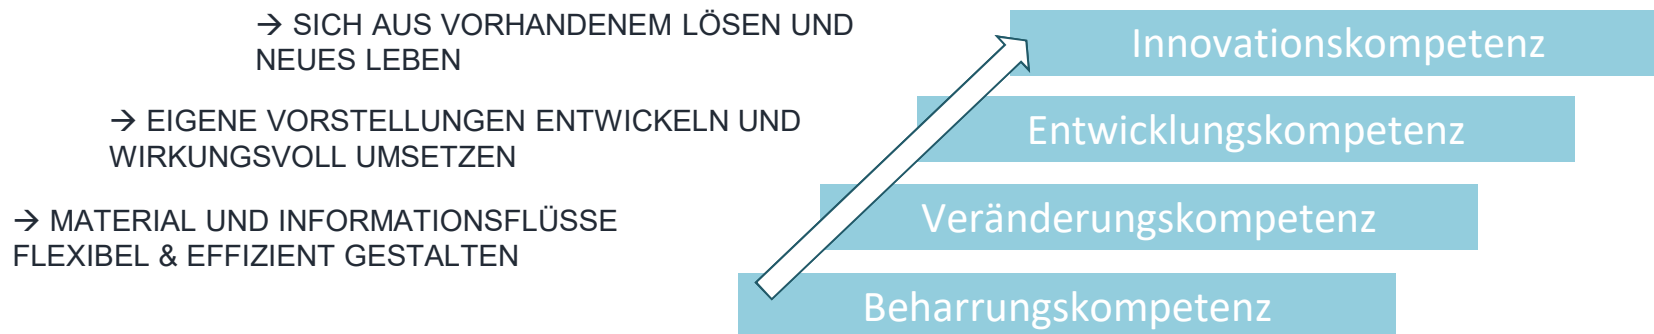 → SICH AUS VORHANDENEM LÖSEN UND
NEUES LEBEN
Innovationskompetenz
→ EIGENE VORSTELLUNGEN ENTWICKELN UND
WIRKUNGSVOLL UMSETZEN
Entwicklungskompetenz
→ MATERIAL UND INFORMATIONSFLÜSSE
FLEXIBEL & EFFIZIENT GESTALTEN
Veränderungskompetenz
Beharrungskompetenz